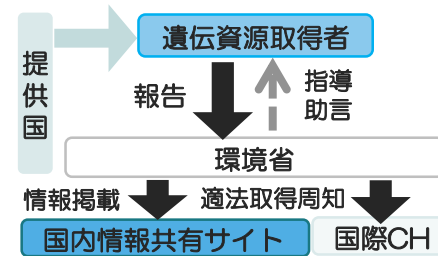 提供国
遺伝資源取得者
報告
指導
助言
環境省
情報掲載
適法取得周知
国内情報共有サイト
国際CH